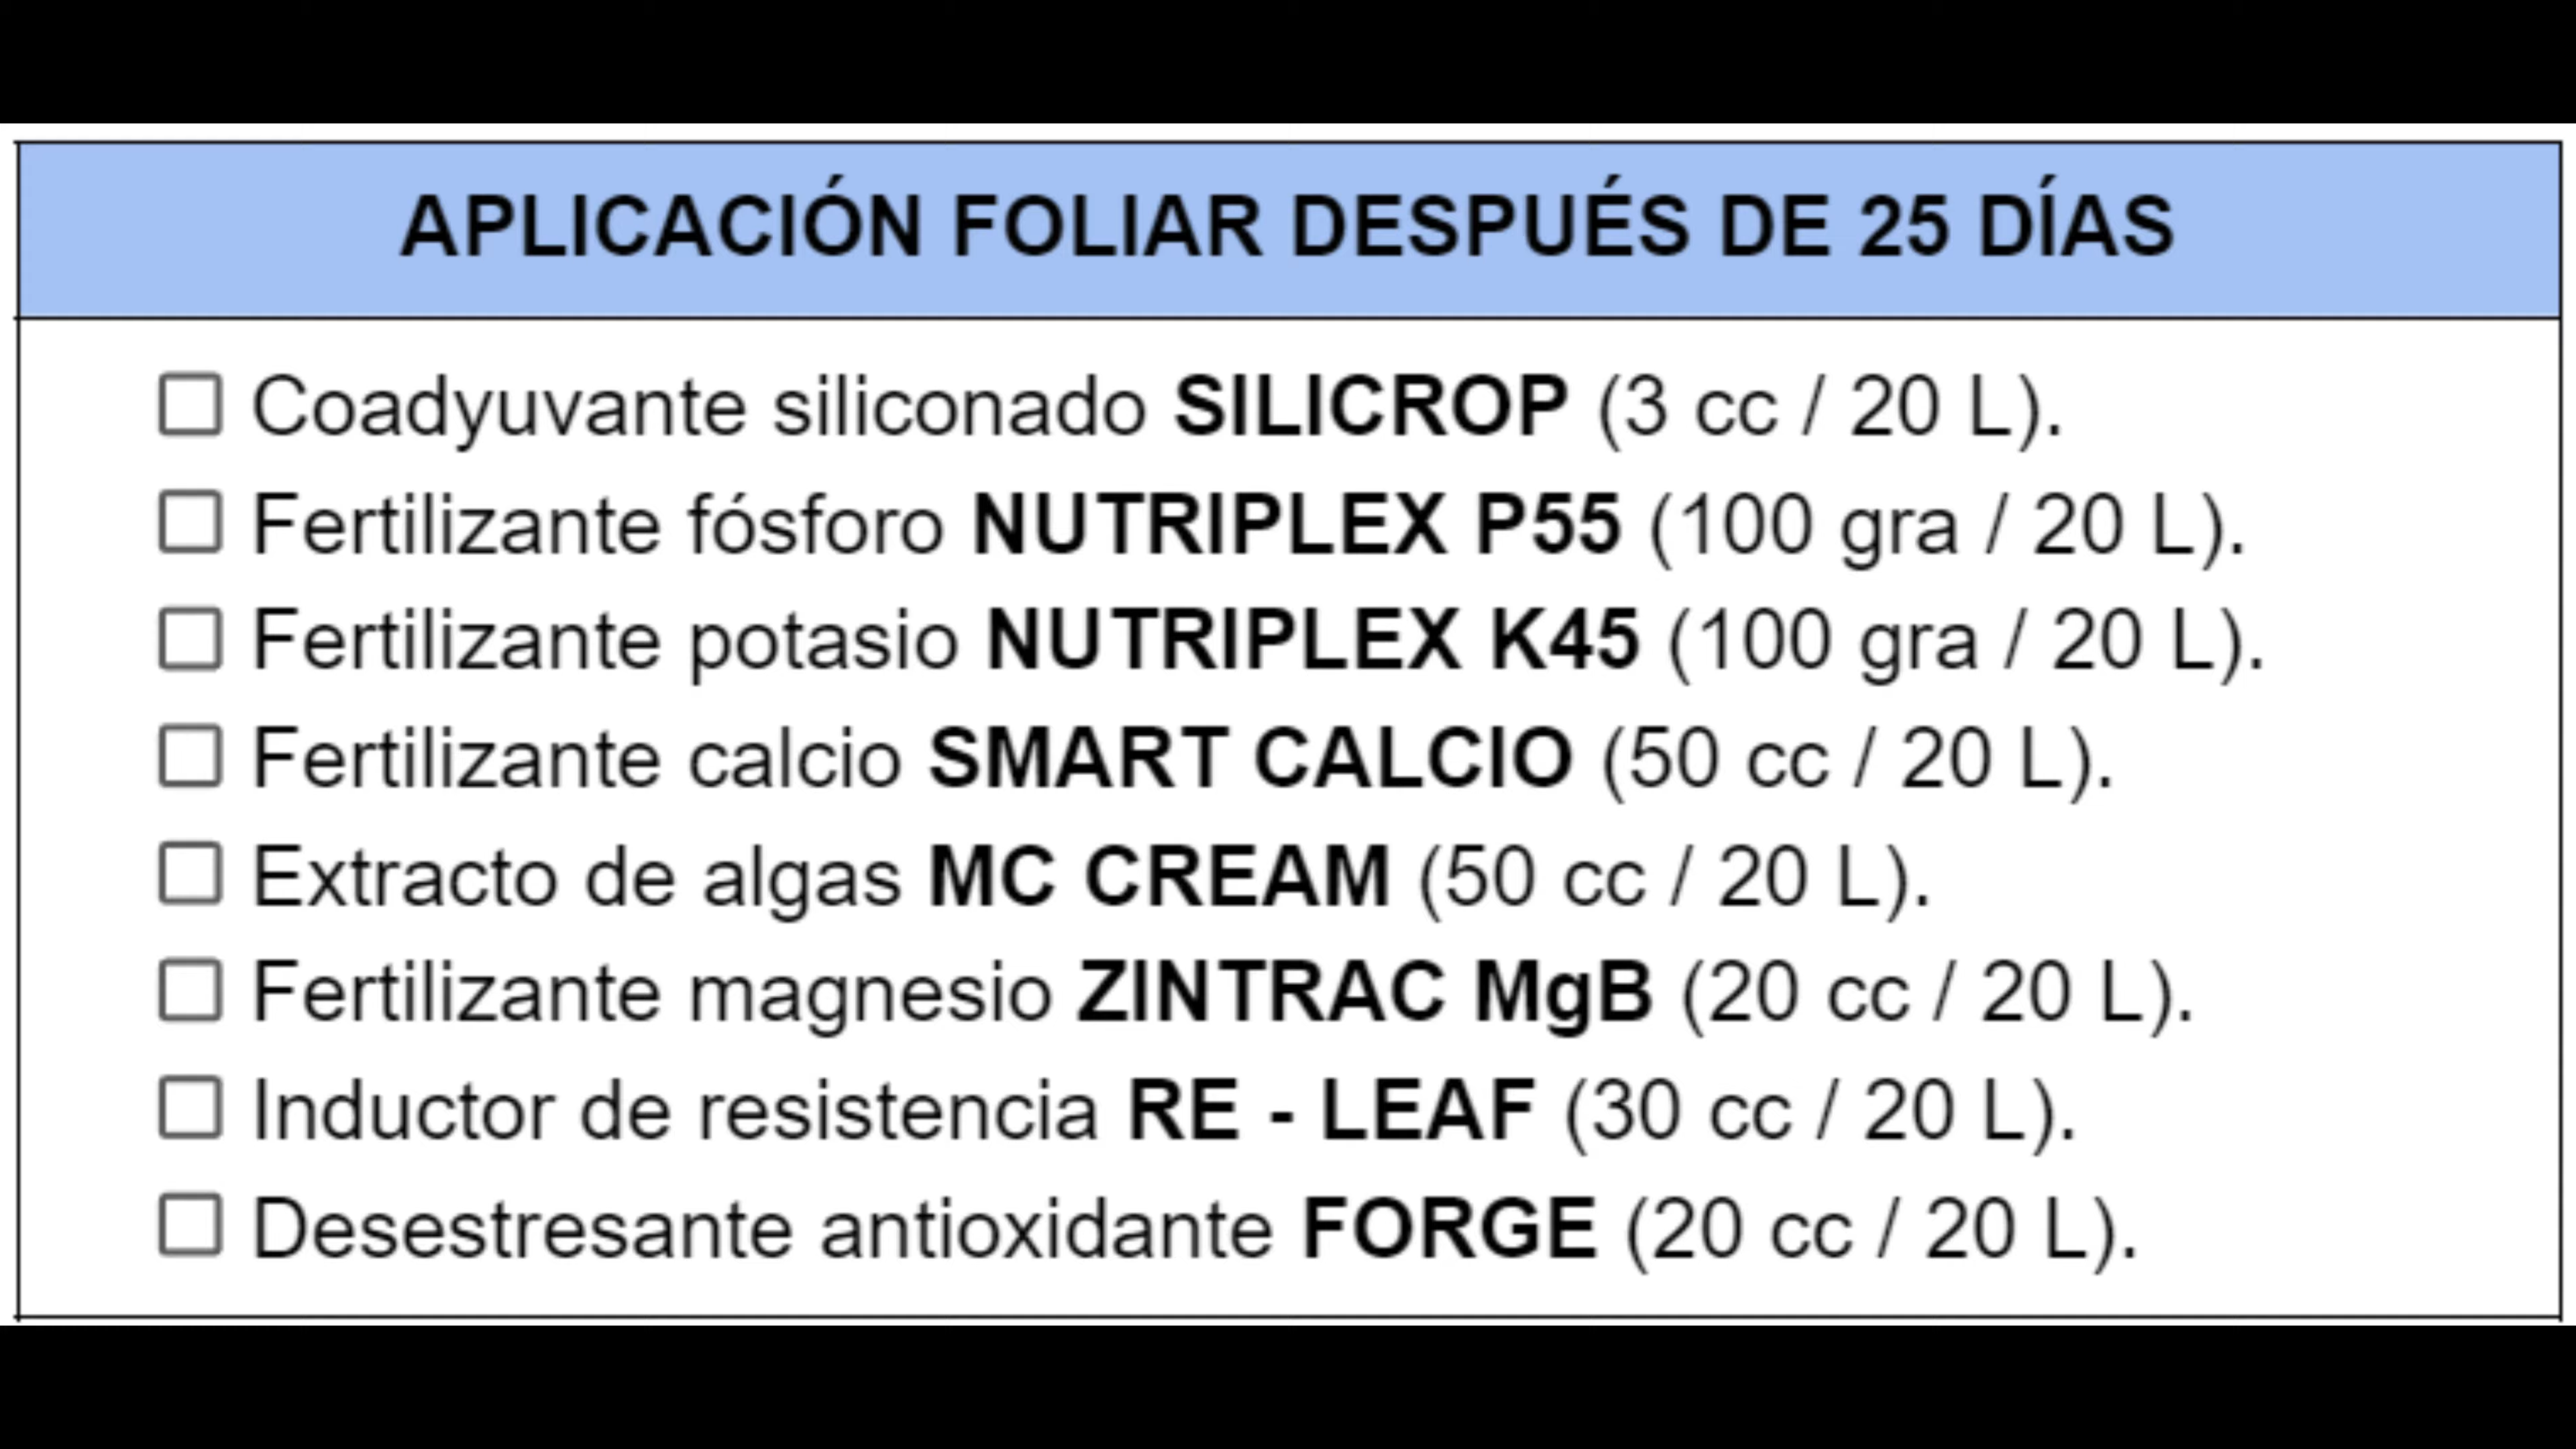 APLICACIÓN FOLIAR DESPUÉS DE 25 DÍAS
Coadyuvante siliconado SILICROP (3 cc / 20 L).
Fertilizante fósforo NUTRIPLEX P55 (100 gra / 20 L).
Fertilizante potasio NUTRIPLEX K45 (100 gra / 20 L).
Fertilizante calcio SMART CALCIO (50 cc / 20 L).
Extracto de algas MC CREAM (50 cc / 20 L).
Fertilizante magnesio ZINTRAC MgB (20 cc / 20 L).
Inductor de resistencia RE - LEAF (30 cc / 20 L).
Desestresante antioxidante FORGE (20 cc / 20 L).